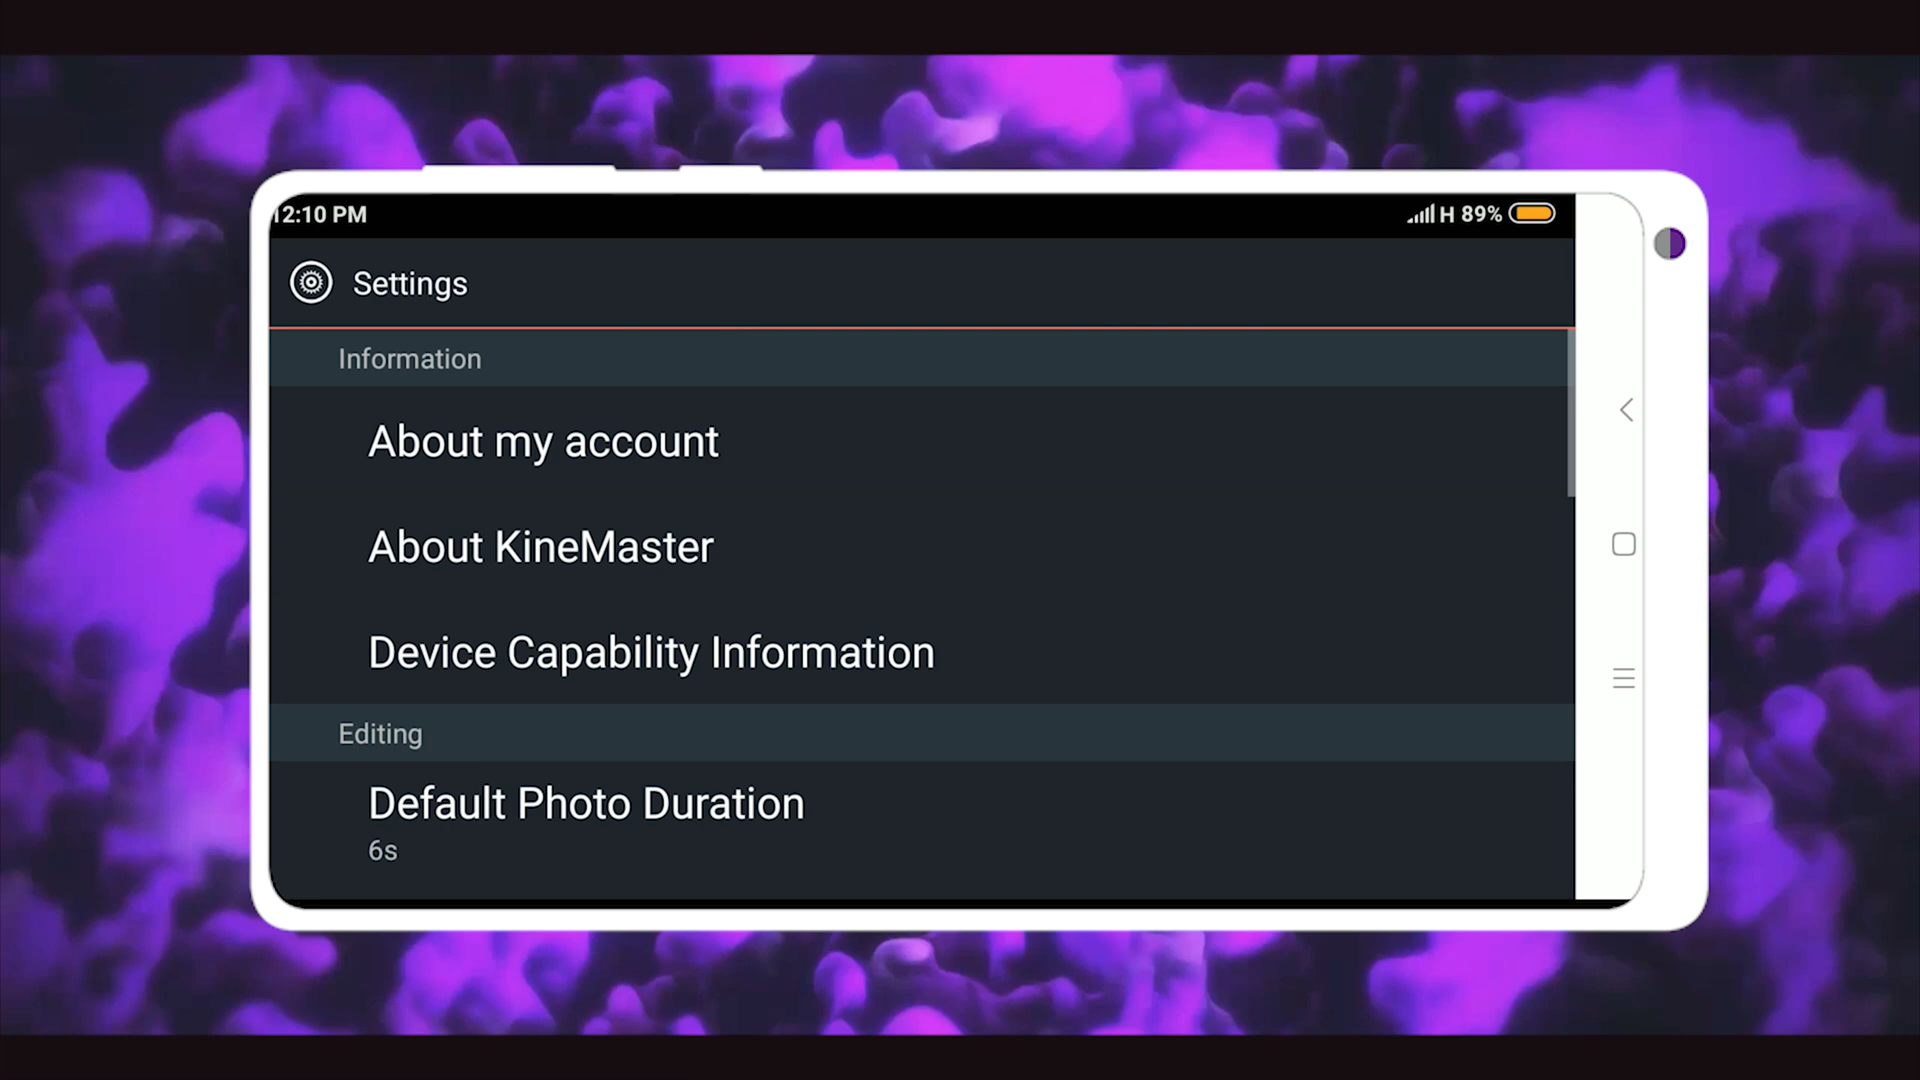 12:10 PM
H 89%
Settings
Information
About my account
About KineMaster
Device Capability Information
Editing
Default Photo Duration
6s